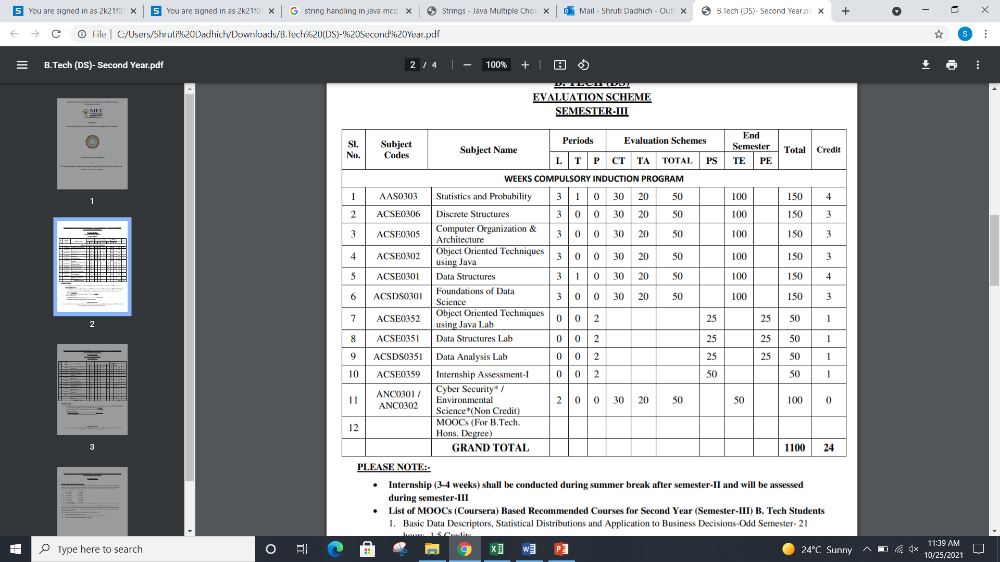 You are signed in as 2k21f01
You are signed in as 2k21f01
string handling in java mcq
Strings - Java Multiple Choi
Mail - Shruti Dadhich - Outl
B.Tech (DS)- Second Year.pd
File
C:/Users/Shruti%20Dadhich/Downloads/B.Tech%20(DS)-%20Second%20Year.pdf
S
B.Tech (DS)- Second Year.pdf
2 / 4
100%
NIET
1
2
3
B. TECH (DS)
EVALUATION SCHEME
SEMESTER-III
Sl. No. Subject Codes Subject Name Periods Evaluation Schemes End Semester Total Credit
L T P CT TA TOTAL PS TE PE
WEEKS COMPULSORY INDUCTION PROGRAM
1 AAS0303 Statistics and Probability 3 1 0 30 20 50 100 150 4
2 ACSE0306 Discrete Structures 3 0 0 30 20 50 100 150 3
3 ACSE0305 Computer Organization & Architecture 3 0 0 30 20 50 100 150 3
4 ACSE0302 Object Oriented Techniques using Java 3 0 0 30 20 50 100 150 3
5 ACSE0301 Data Structures 3 1 0 30 20 50 100 150 4
6 ACSDS0301 Foundations of Data Science 3 0 0 30 20 50 100 150 3
7 ACSE0352 Object Oriented Techniques using Java Lab 0 0 2 25 25 50 1
8 ACSE0351 Data Structures Lab 0 0 2 25 25 50 1
9 ACSDS0351 Data Analysis Lab 0 0 2 25 25 50 1
10 ACSE0359 Internship Assessment-I 0 0 2 50 50 1
11 ANC0301 / ANC0302 Cyber Security* / Environmental Science*(Non Credit) 2 0 0 30 20 50 50 100 0
12 MOOCs (For B.Tech. Hons. Degree)
GRAND TOTAL 1100 24
PLEASE NOTE:-
• Internship (3-4 weeks) shall be conducted during summer break after semester-II and will be assessed
during semester-III
• List of MOOCs (Coursera) Based Recommended Courses for Second Year (Semester-III) B. Tech Students
1. Basic Data Descriptors, Statistical Distributions and Application to Business Decisions-Odd Semester- 21
hours- 1.5 Credits
Type here to search
24°C Sunny
11:39 AM
10/25/2021